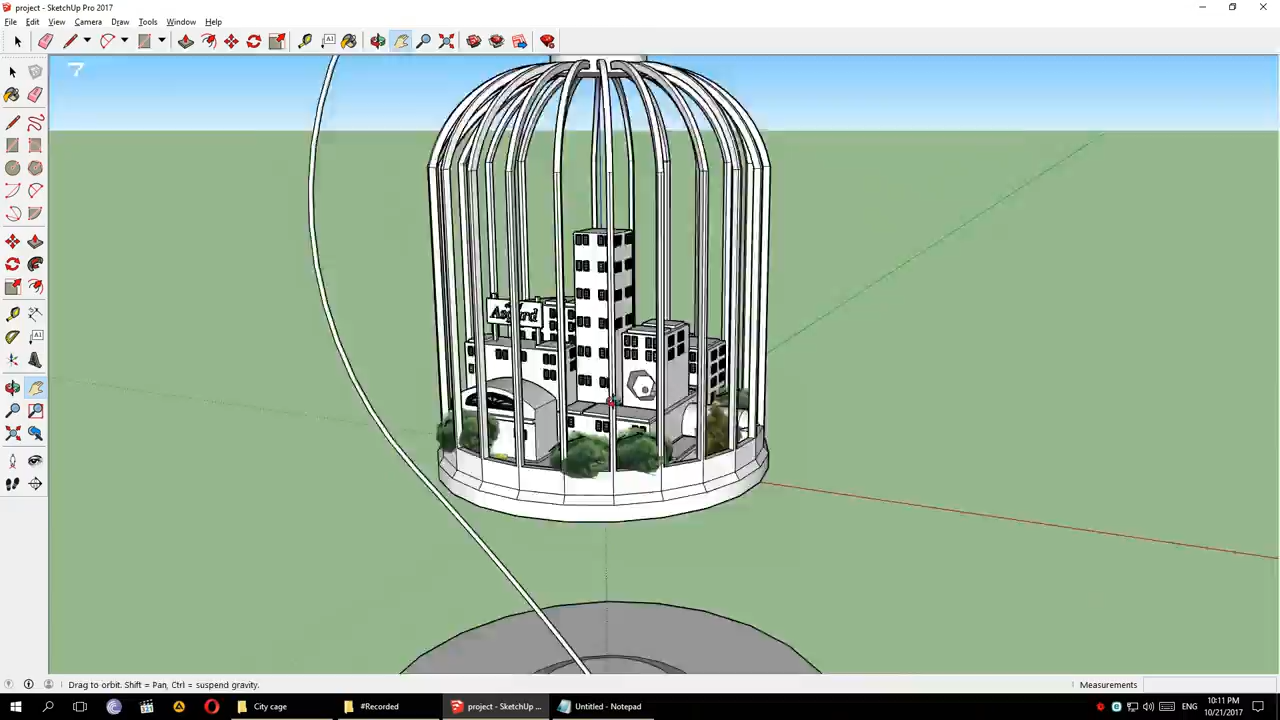 project - SketchUp Pro 2017
File Edit View Camera Draw Tools Window Help
Asgard
Drag to orbit. Shift = Pan, Ctrl = suspend gravity.
Measurements
City cage
#Recorded
project - SketchUp ...
Untitled - Notepad
ENG
10:11 PM
10/21/2017